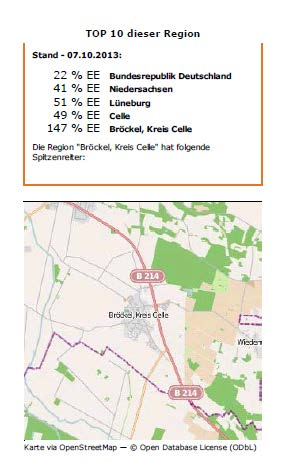 TOP 10 dieser Region
Stand - 07.10.2013:
22 % EE Bundesrepublik Deutschland
41 % EE Niedersachsen
51 % EE Lüneburg
49 % EE Celle
147 % EE Bröckel, Kreis Celle
Die Region "Bröckel, Kreis Celle" hat folgende
Spitzenreiter:
B 214
Bröckel, Kreis Celle
Wieden
B 214
Karte via OpenStreetMap — © Open Database License (ODbL)